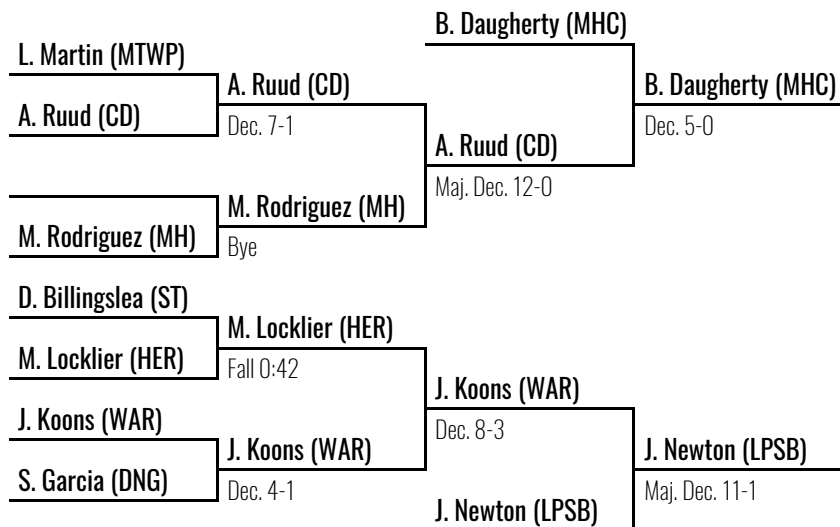 B. Daugherty (MHC)
L. Martin (MTWP)
A. Ruud (CD)
B. Daugherty (MHC)
A. Ruud (CD)
Dec. 7-1
Dec. 5-0
A. Ruud (CD)
Maj. Dec. 12-0
M. Rodriguez (MH)
M. Rodriguez (MH)
Bye
D. Billingslea (ST)
M. Locklier (HER)
M. Locklier (HER)
Fall 0:42
J. Koons (WAR)
J. Koons (WAR)
Dec. 8-3
J. Koons (WAR)
J. Newton (LPSB)
S. Garcia (DNG)
Dec. 4-1
Maj. Dec. 11-1
J. Newton (LPSB)